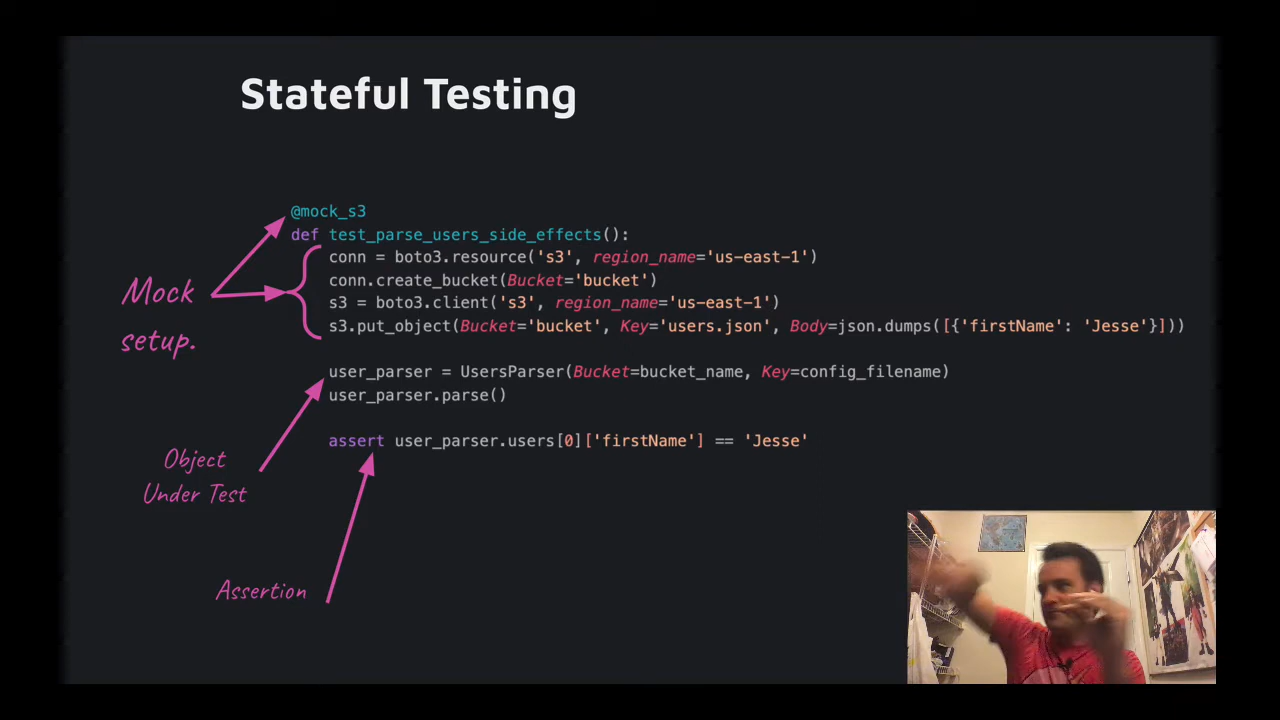 Stateful Testing
@mock_s3
def test_parse_users_side_effects():
conn = boto3.resource('s3', region_name='us-east-1')
conn.create_bucket(Bucket='bucket')
s3 = boto3.client('s3', region_name='us-east-1')
s3.put_object(Bucket='bucket', Key='users.json', Body=json.dumps([{'firstName': 'Jesse'}]))
Mock
setup.
user_parser = UsersParser(Bucket=bucket_name, Key=config_filename)
user_parser.parse()
Object
Under Test
assert user_parser.users[0]['firstName'] == 'Jesse'
Assertion